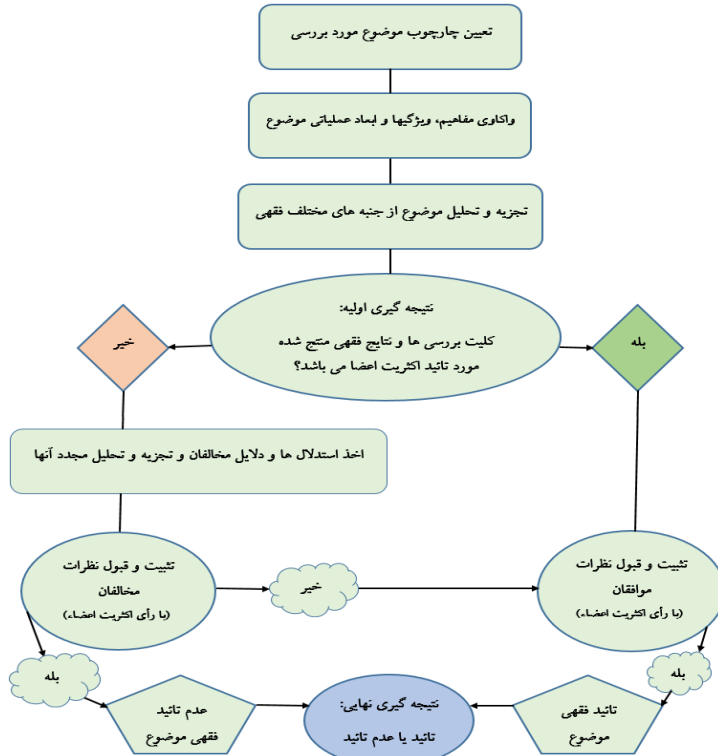 تعیین چارچوب موضوع مورد بررسی
واکاوی مفاهیم، ویژگیها و ابعاد عملیاتی موضوع
تجزیه و تحلیل موضوع از جنبه های مختلف فقهی
نتیجه گیری اولیه:
کلیت بررسی ها و نتایج فقهی منتج شده
مورد تائید اکثریت اعضا می باشد؟
بله
خیر
اخذ استدلال ها و دلایل مخالفان و تجزیه و تحلیل مجدد آنها
تثبیت و قبول نظرات
موافقان
(با رأی اکثریت اعضاء)
خیر
تثبیت و قبول نظرات
مخالفان
(با رأی اکثریت اعضاء)
بله
بله
تائید فقهی
موضوع
نتیجه گیری نهایی:
تائید یا عدم تائید
عدم تائید
فقهی موضوع